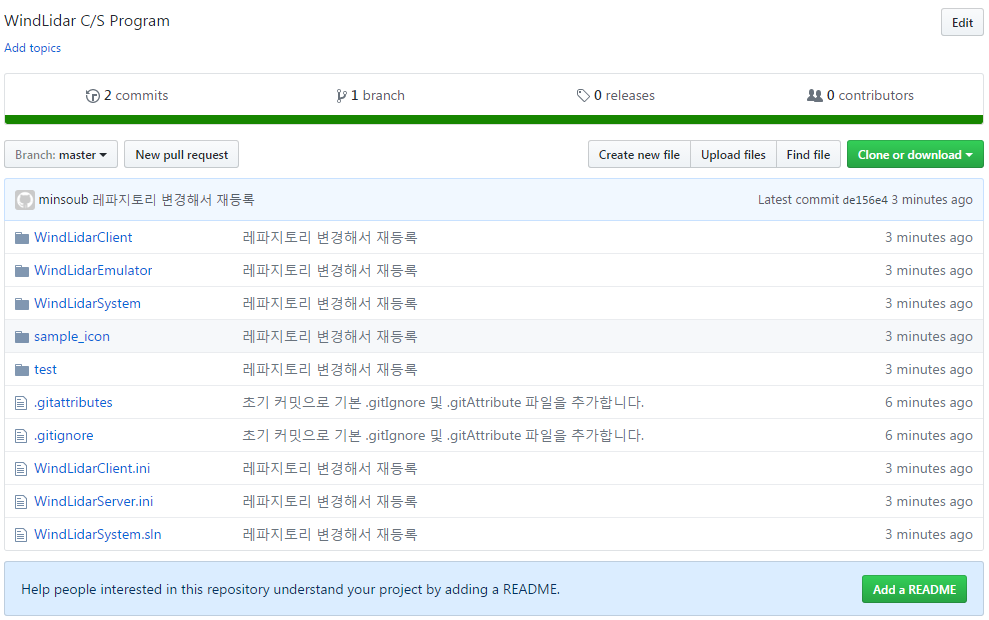 WindLidar C/S Program
Edit
Add topics
2 commits 1 branch 0 releases 0 contributors
Branch: master New pull request Create new file Upload files Find file Clone or download
minsoub 레파지토리 변경해서 재등록 Latest commit de156e4 3 minutes ago
WindLidarClient 레파지토리 변경해서 재등록 3 minutes ago
WindLidarEmulator 레파지토리 변경해서 재등록 3 minutes ago
WindLidarSystem 레파지토리 변경해서 재등록 3 minutes ago
sample_icon 레파지토리 변경해서 재등록 3 minutes ago
test 레파지토리 변경해서 재등록 3 minutes ago
.gitattributes 초기 커밋으로 기본 .gitIgnore 및 .gitAttribute 파일을 추가합니다. 6 minutes ago
.gitignore 초기 커밋으로 기본 .gitIgnore 및 .gitAttribute 파일을 추가합니다. 6 minutes ago
WindLidarClient.ini 레파지토리 변경해서 재등록 3 minutes ago
WindLidarServer.ini 레파지토리 변경해서 재등록 3 minutes ago
WindLidarSystem.sln 레파지토리 변경해서 재등록 3 minutes ago
Help people interested in this repository understand your project by adding a README. Add a README